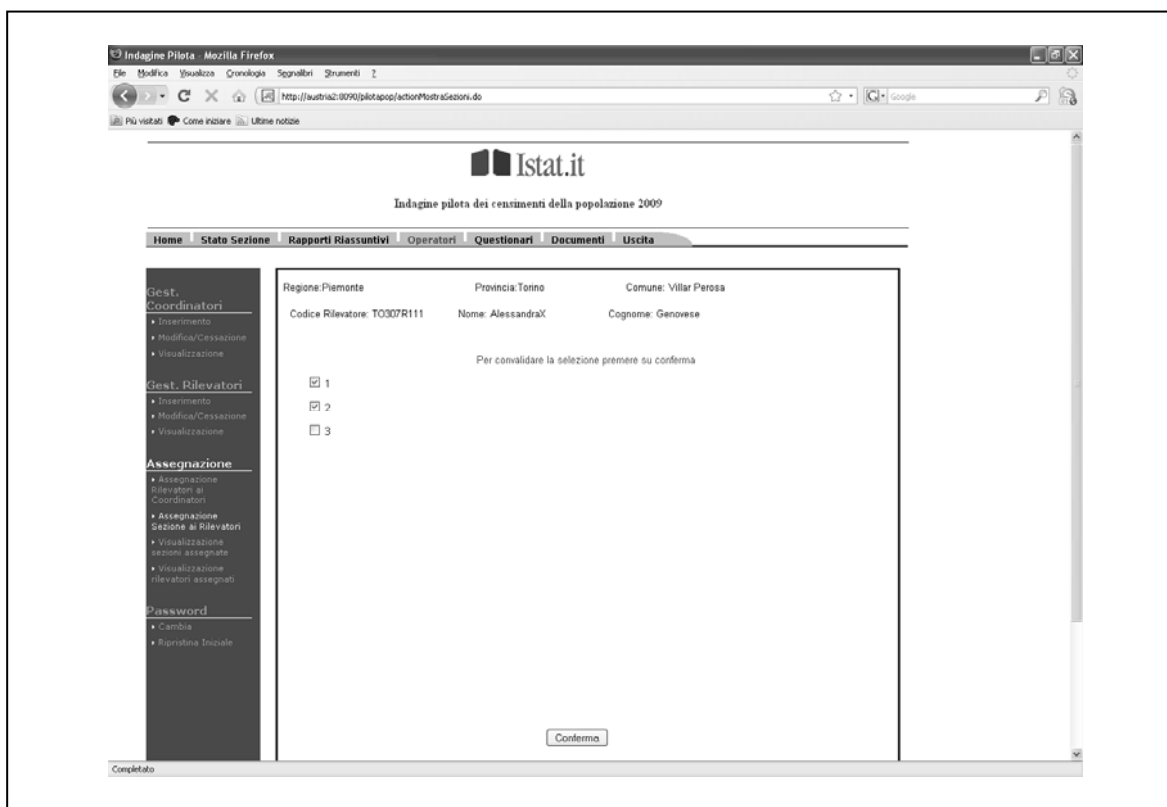 Indagine Pilota - Mozilla Firefox
File Modifica Visualizza Cronologia Segnalibri Strumenti ?
http://austria2:8090/pilotapop/actionMostraSezioni.do
Google
Più visitati Come iniziare Ultime notizie
Istat.it
Indagine pilota dei censimenti della popolazione 2009
Home Stato Sezione Rapporti Riassuntivi Operatori Questionari Documenti Uscita
Gest. Coordinatori
Inserimento
Modifica/Cessazione
Visualizzazione
Gest. Rilevatori
Inserimento
Modifica/Cessazione
Visualizzazione
Assegnazione
Assegnazione
Rilevatori ai
Coordinatori
Assegnazione
Sezione ai Rilevatori
Visualizzazione
sezioni assegnate
Visualizzazione
rilevatori assegnati
Password
Cambia
Ripristina Iniziale
Regione:Piemonte Provincia:Torino Comune: Villar Perosa
Codice Rilevatore: TO307R111 Nome: AlessandraX Cognome: Genovese
Per convalidare la selezione premere su conferma
1
2
3
Conferma
Completato